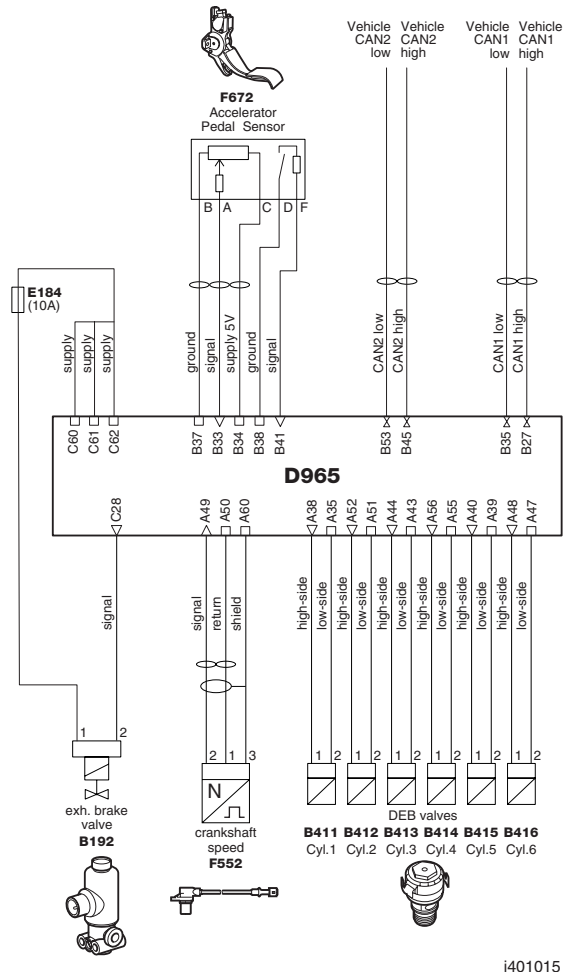 Vehicle Vehicle
CAN2 CAN2
low high
Vehicle Vehicle
CAN1 CAN1
low high
F672
Accelerator
Pedal Sensor
B A C D F
E184
(10A)
supply
supply
supply
ground
signal
supply 5V
ground
signal
CAN2 low
CAN2 high
CAN1 low
CAN1 high
C60
C61
C62
B37
B33
B34
B38
B41
B53
B45
B35
B27
D965
C28
A49
A50
A60
A38
A35
A52
A51
A44
A43
A56
A55
A40
A39
A48
A47
signal
signal
return
shield
high-side
low-side
high-side
low-side
high-side
low-side
high-side
low-side
high-side
low-side
high-side
low-side
1 2
2 1 3
1 2 1 2 1 2 1 2 1 2 1 2
N
exh. brake
valve
B192
crankshaft
speed
F552
DEB valves
B411 B412 B413 B414 B415 B416
Cyl.1 Cyl.2 Cyl.3 Cyl.4 Cyl.5 Cyl.6
i401015